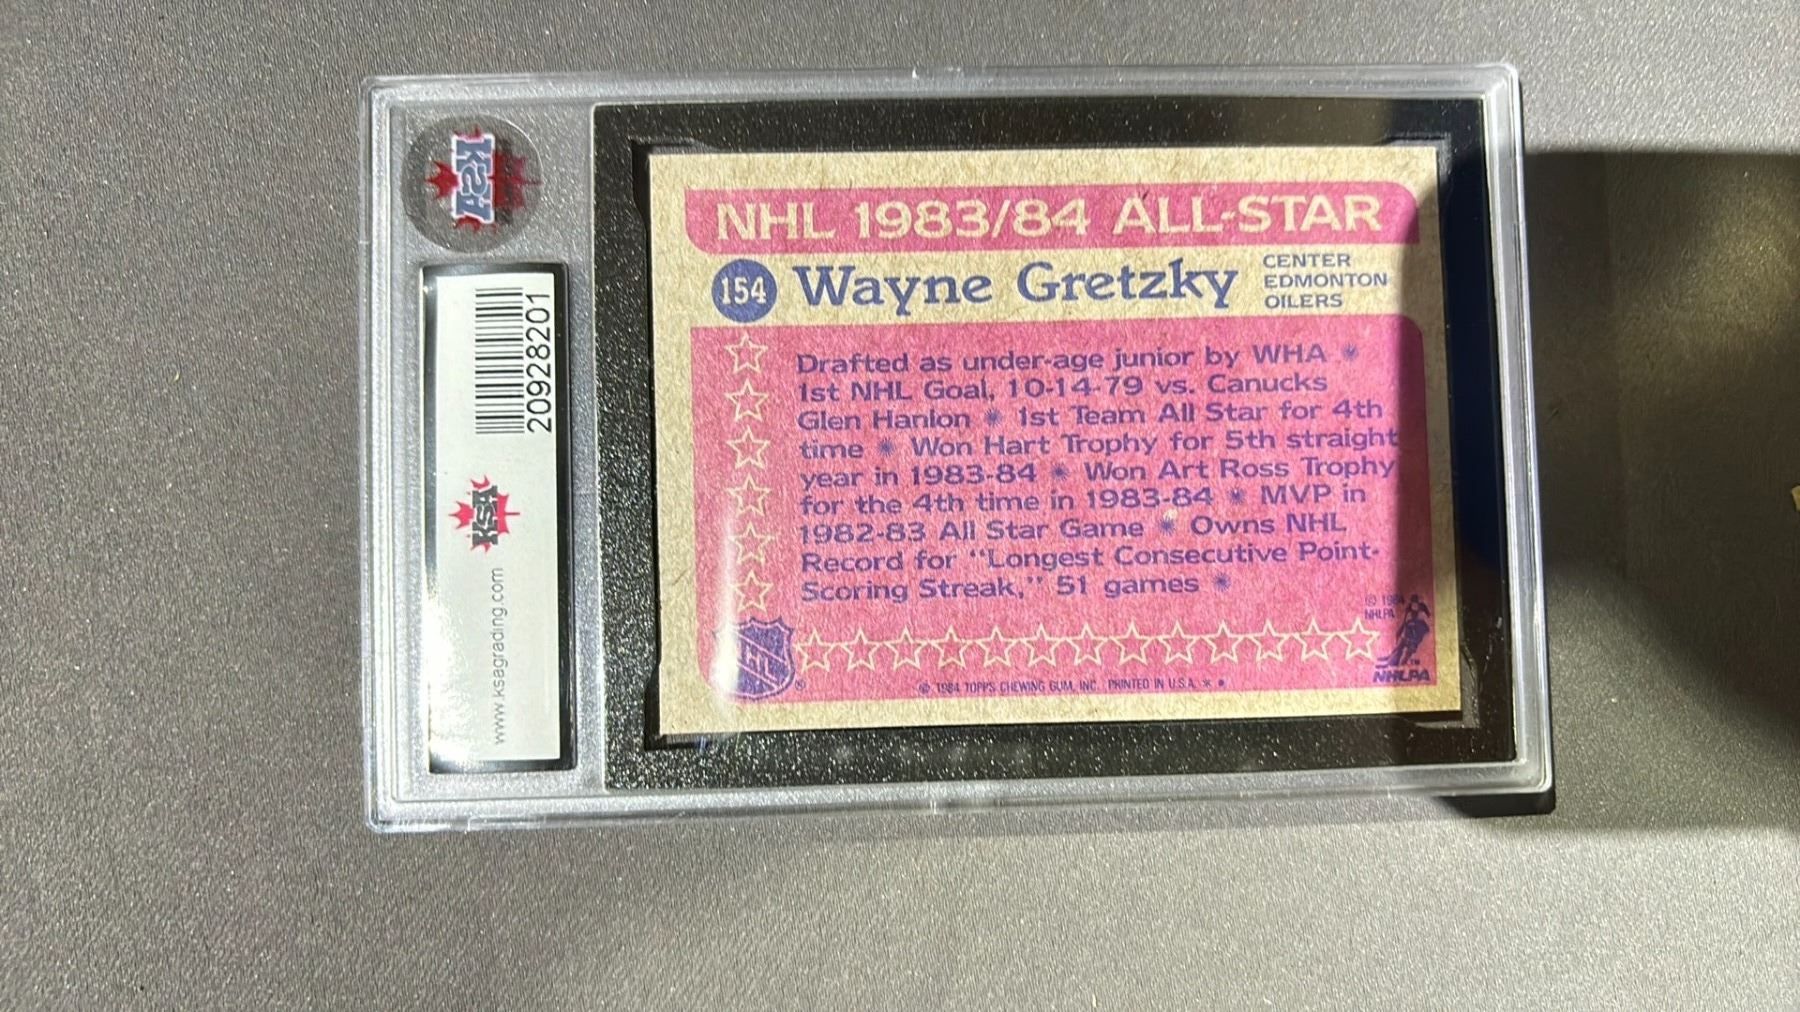 KSA
20928201
KSA
www.ksagrading.com
NHL 1983/84 ALL-STAR
154 Wayne Gretzky
CENTER
EDMONTON
OILERS
Drafted as under-age junior by WHA *
1st NHL Goal, 10-14-79 vs. Canucks
Glen Hanlon * 1st Team All Star for 4th
time * Won Hart Trophy for 5th straight
year in 1983-84 * Won Art Ross Trophy
for the 4th time in 1983-84 * MVP in
1982-83 All Star Game * Owns NHL
Record for "Longest Consecutive Point-
Scoring Streak," 51 games *
© 1984
NHLPA
NHL ®
NHLPA
© 1984 TOPPS CHEWING GUM, INC. PRINTED IN U.S.A. * *